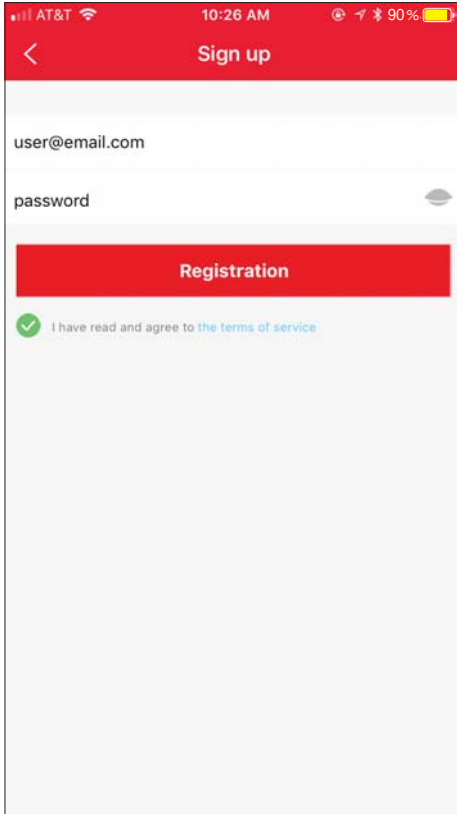 AT&T 10:26 AM 90%
Sign up
user@email.com
password
Registration
I have read and agree to the terms of service